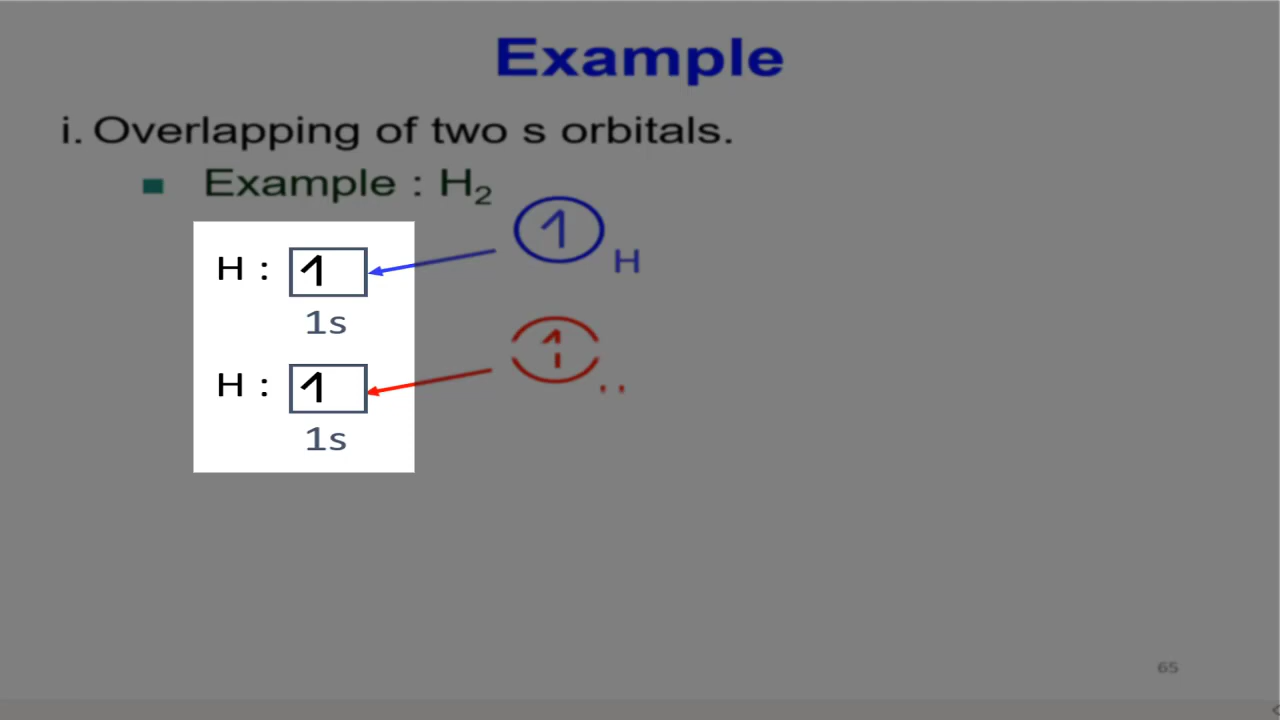 Example
i. Overlapping of two s orbitals.
Example : H₂
H : 1
1s
H : 1
1s
1
H
1
65